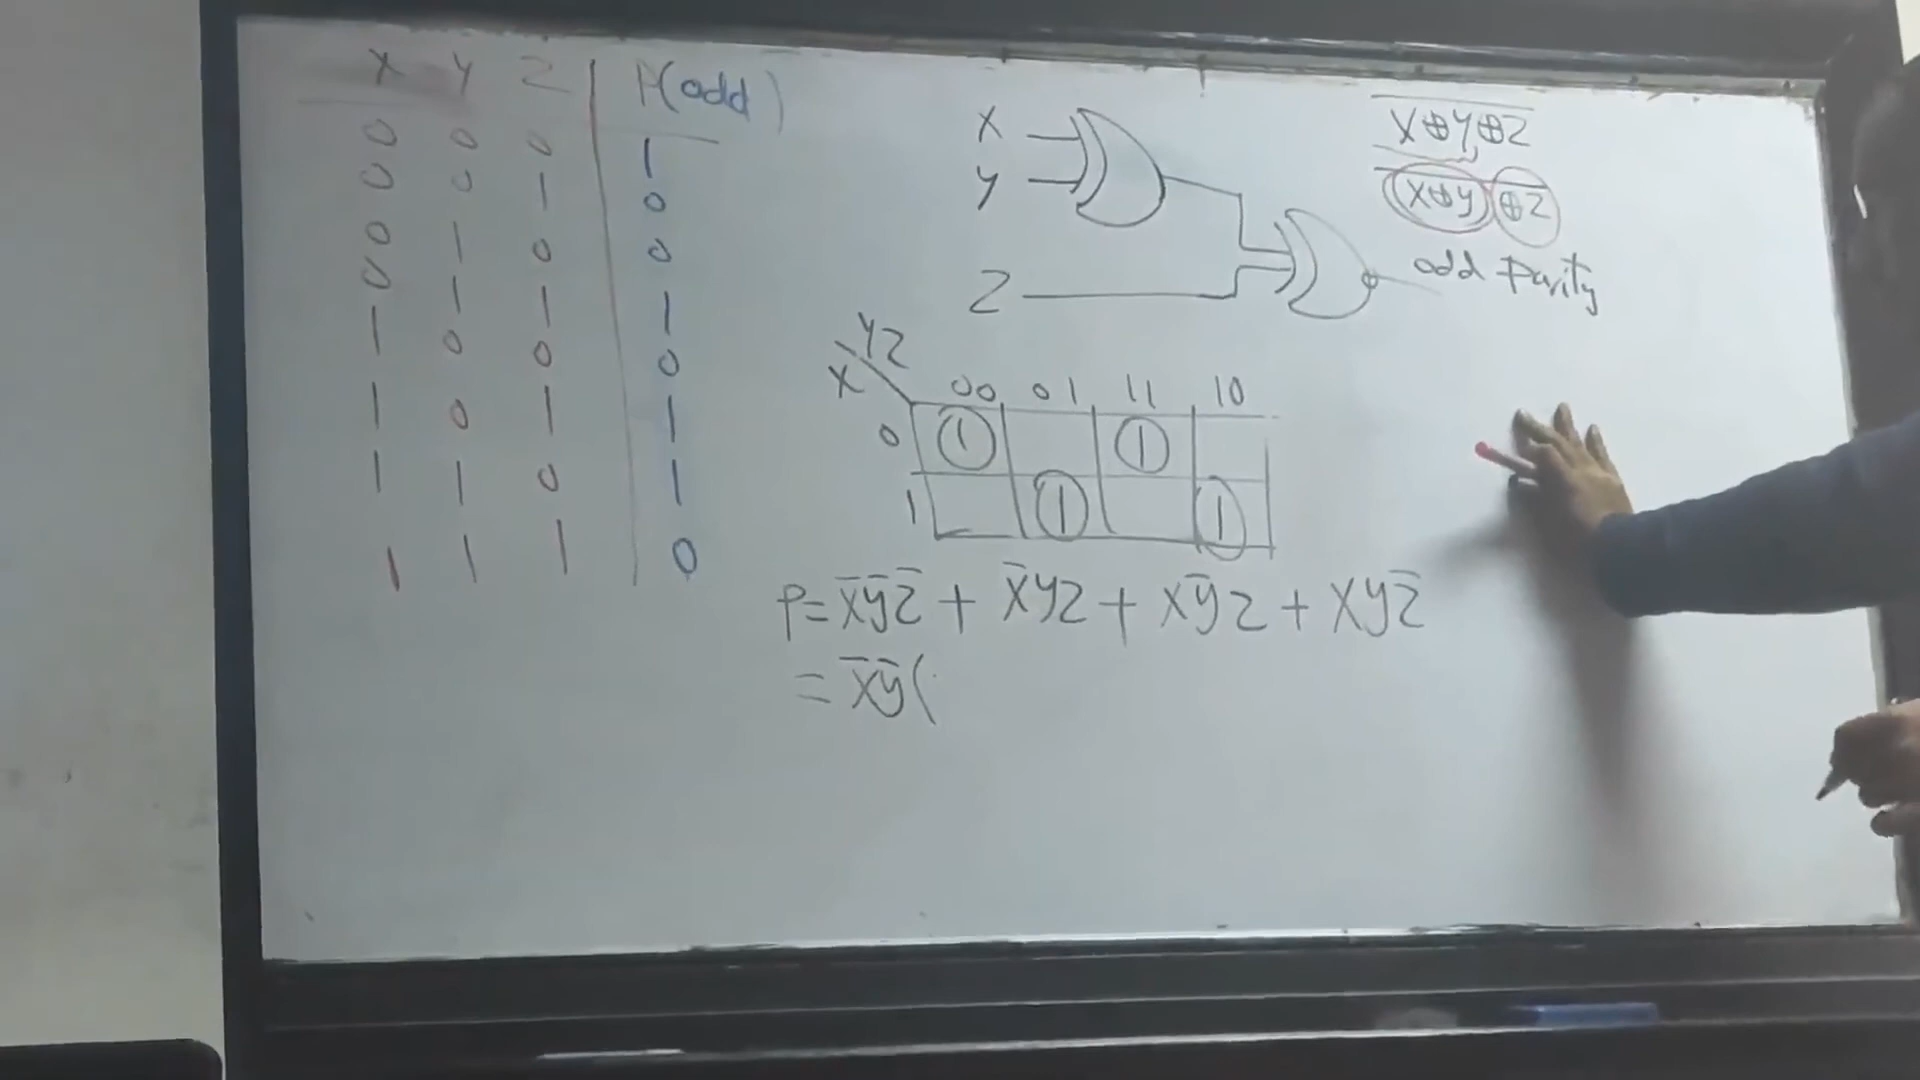 X Y Z P(odd)
0 0 0 1
0 0 1 0
0 1 0 0
0 1 1 1
1 0 0 0
1 0 1 1
1 1 0 1
1 1 1 0
X
Y
Z
X̅⊕̅Y̅⊕̅Z̅
X̅⊕̅Y̅ ⊕̅Z̅
odd Parity
YZ
X
00 01 11 10
0 1 1
1 1 1
P = X̅Y̅Z̅ + X̅YZ + XY̅Z + XYZ̅
= X̅Y̅(